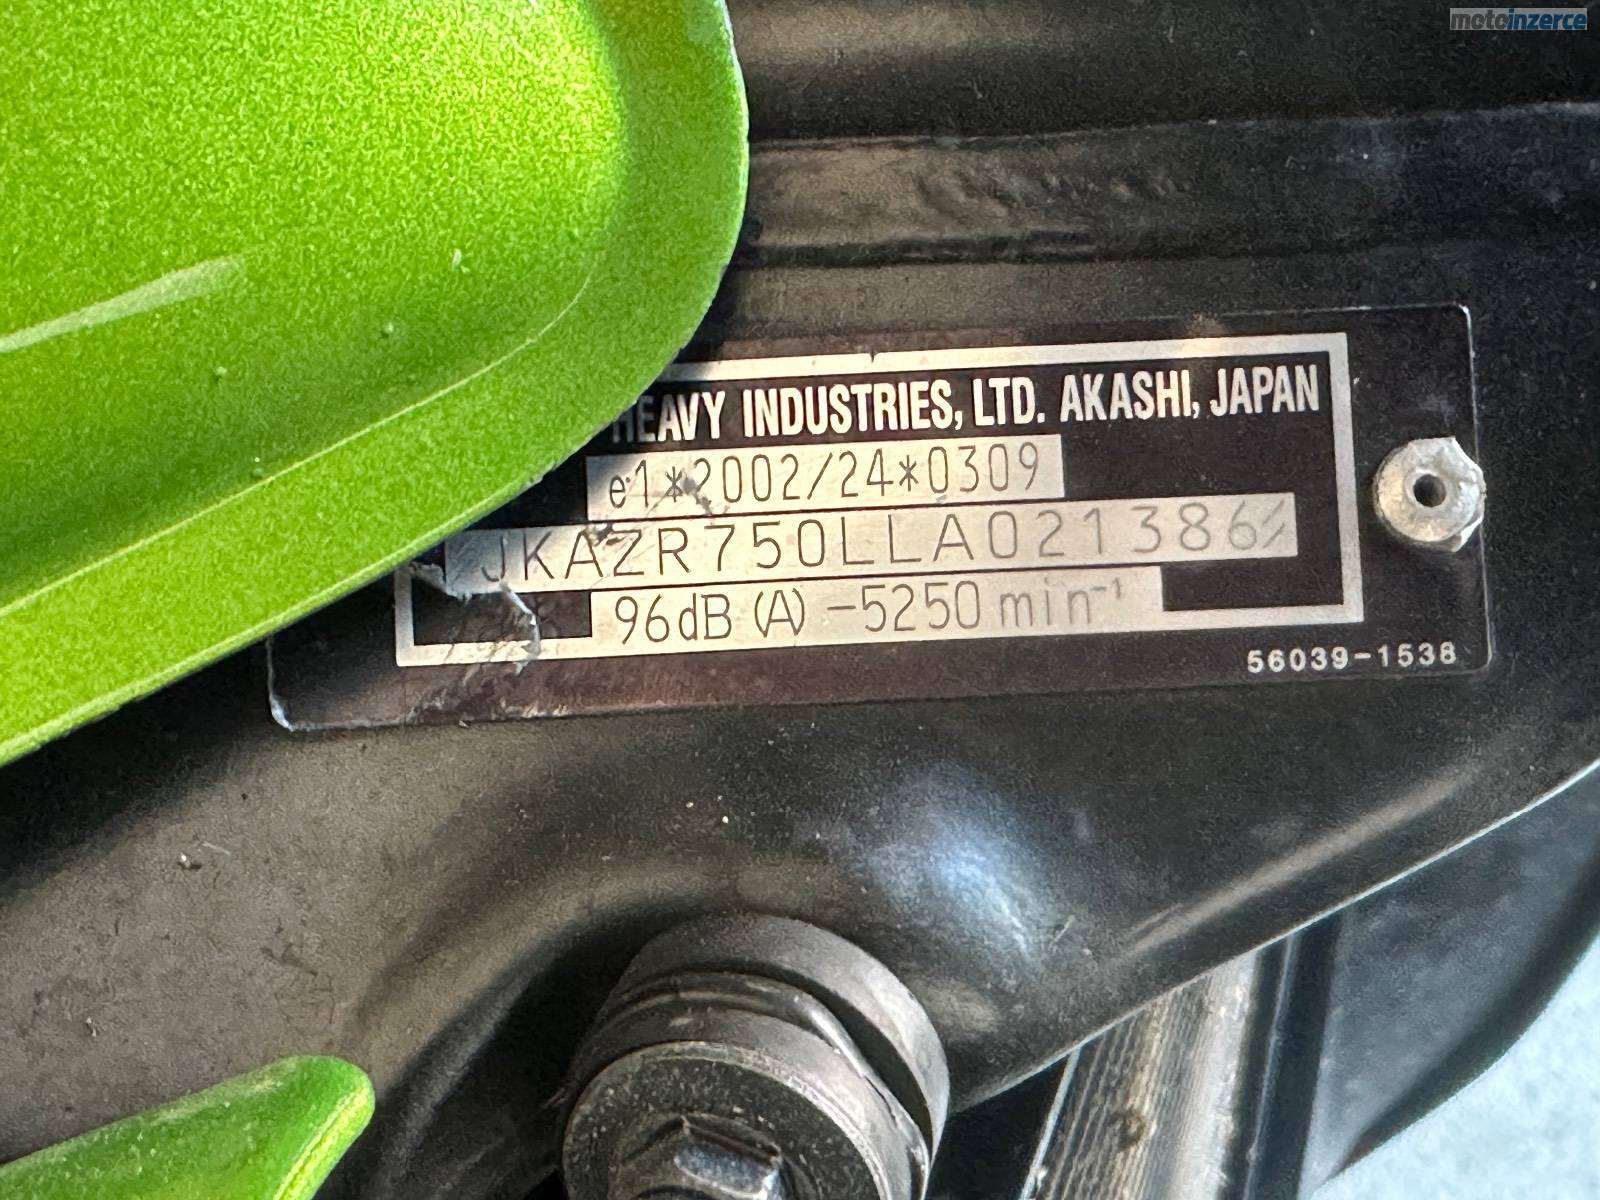 motoinzerce
HEAVY INDUSTRIES, LTD. AKASHI, JAPAN
e1*2002/24*0309
JKAZR750LLA021386
96dB (A) -5250 min⁻¹
56039-1538